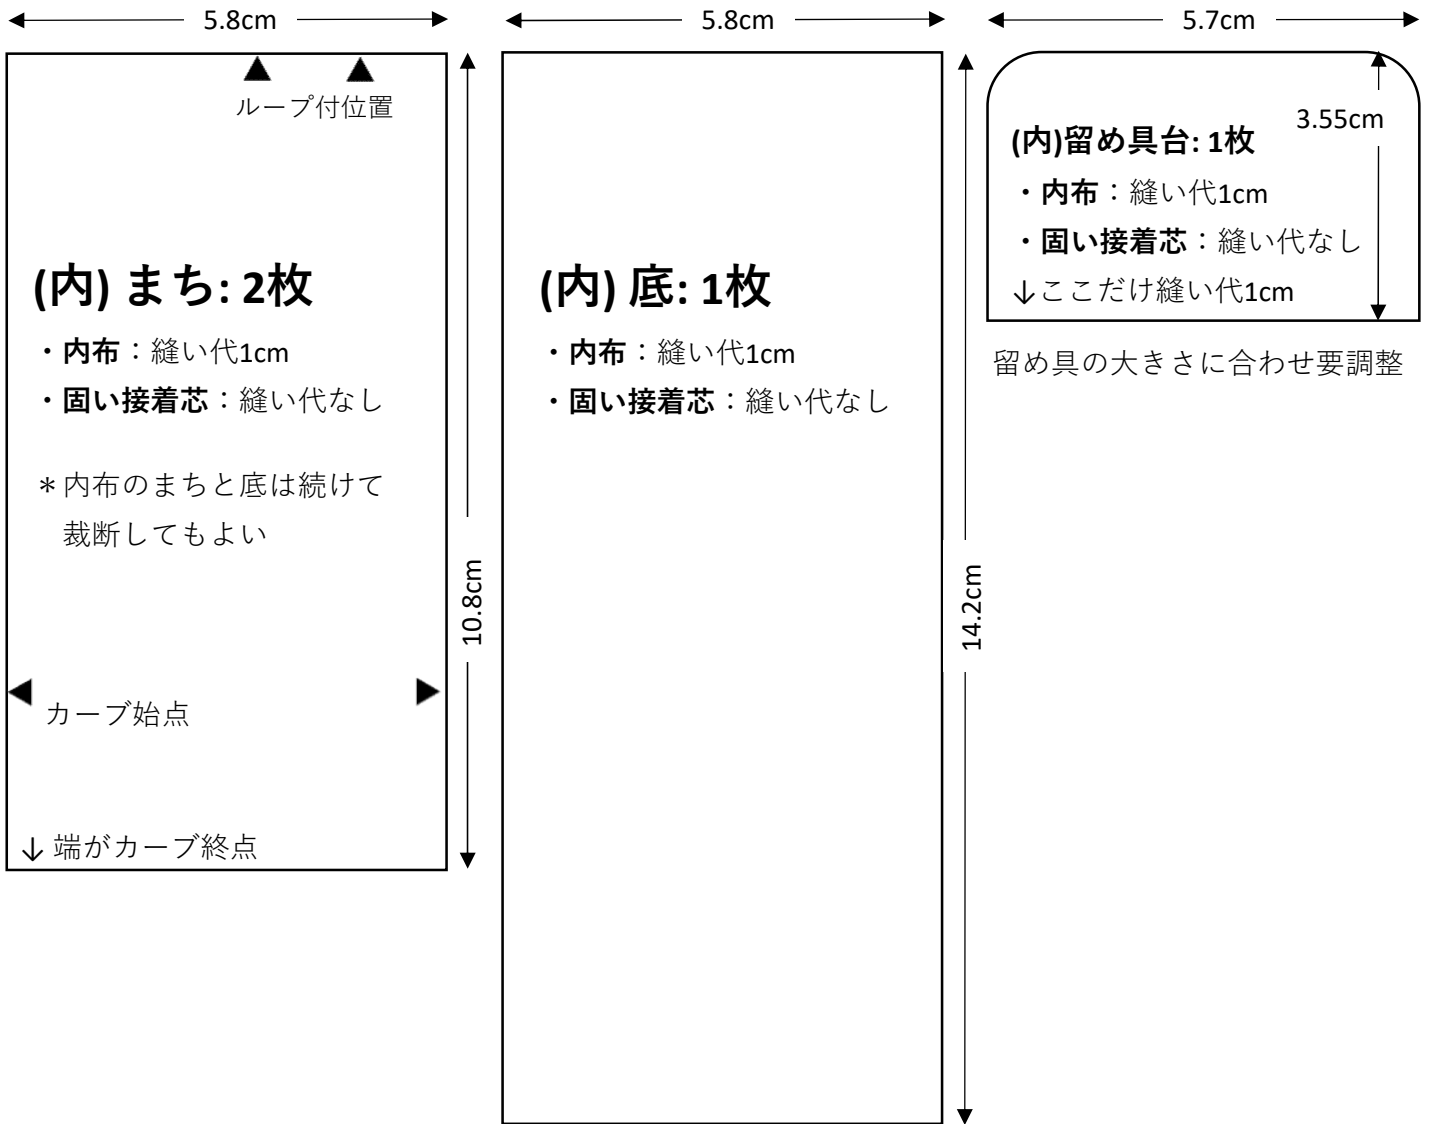 5.8cm
ループ付位置
(内) まち: 2枚
・内布：縫い代1cm
・固い接着芯：縫い代なし
＊内布のまちと底は続けて
裁断してもよい
カーブ始点
↓ 端がカーブ終点
10.8cm
5.8cm
(内) 底: 1枚
・内布：縫い代1cm
・固い接着芯：縫い代なし
14.2cm
5.7cm
3.55cm
(内)留め具台: 1枚
・内布：縫い代1cm
・固い接着芯：縫い代なし
↓ここだけ縫い代1cm
留め具の大きさに合わせ要調整